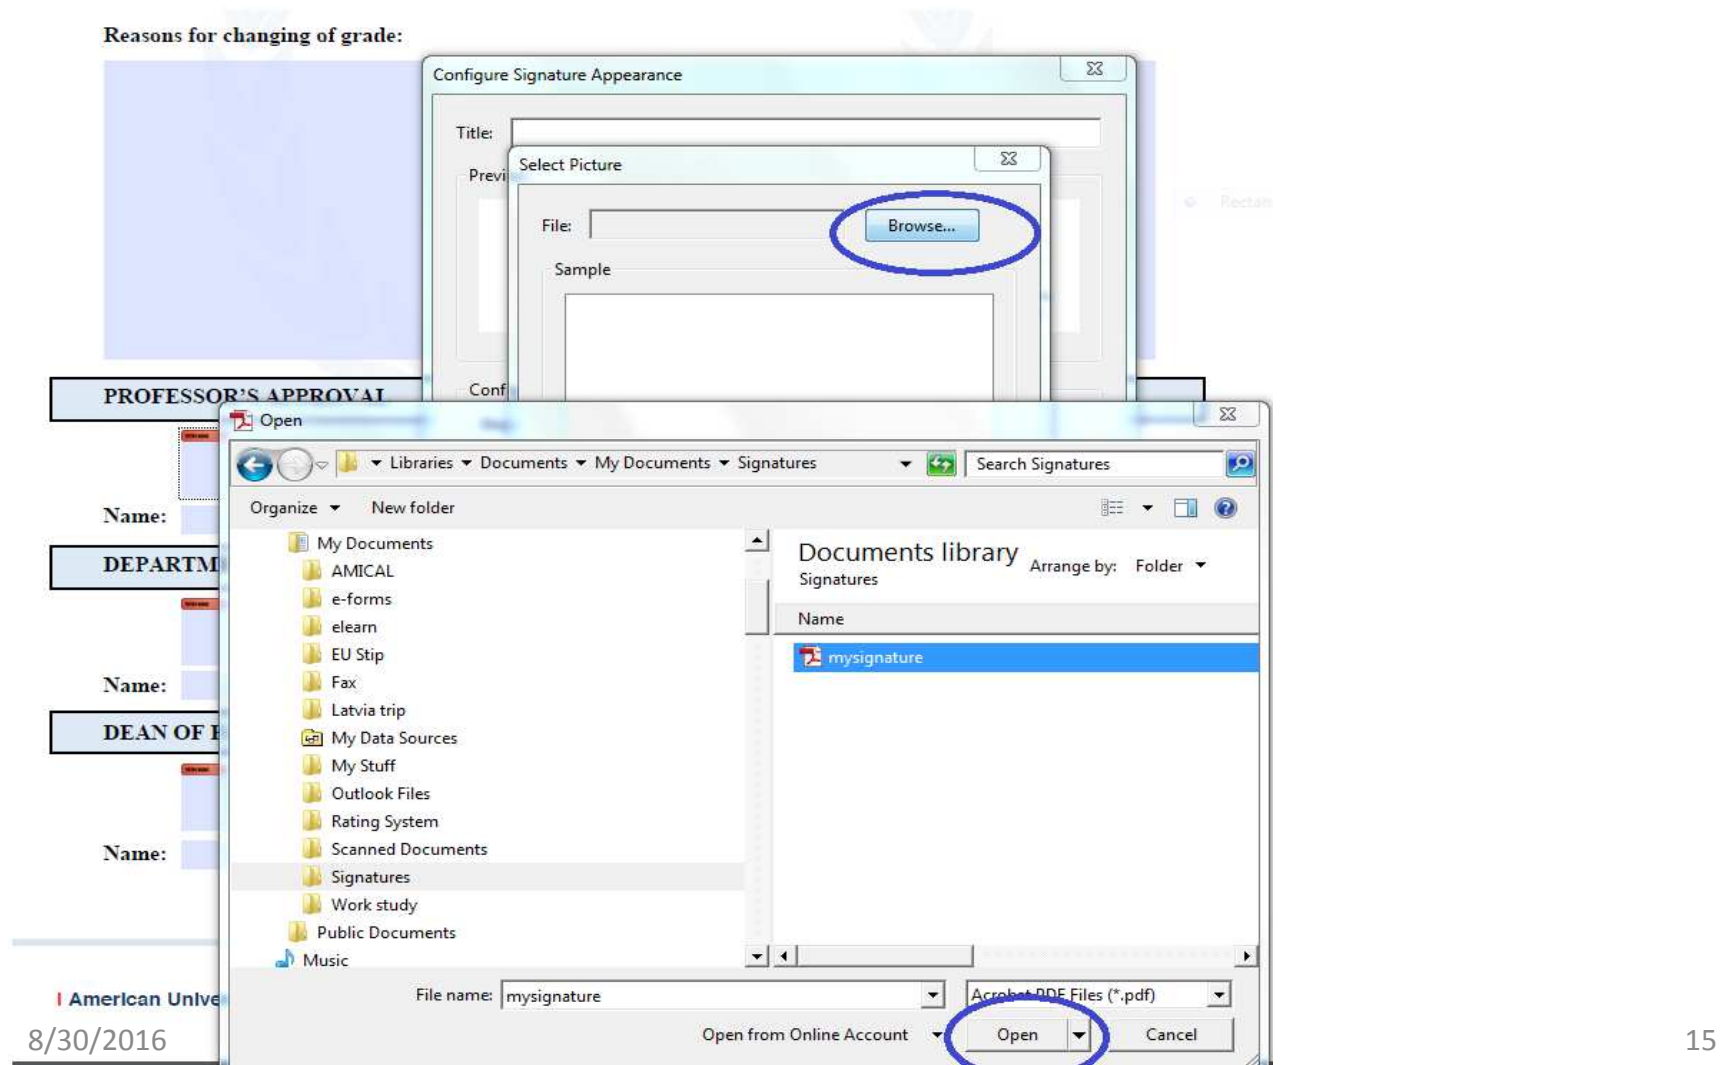 Reasons for changing of grade:
Configure Signature Appearance
Title:
Select Picture
Previ
File:
Browse...
Sample
PROFESSOR'S APPROVAL
Conf
Open
Libraries Documents My Documents Signatures
Search Signatures
Organize New folder
Name:
My Documents
Documents library
Arrange by: Folder
Signatures
DEPARTM
AMICAL
e-forms
Name
elearn
EU Stip
mysignature
Name:
Fax
Latvia trip
DEAN OF
My Data Sources
My Stuff
Outlook Files
Rating System
Name:
Scanned Documents
Signatures
Work study
Public Documents
Music
American Unive
File name: mysignature
Acrobat PDF Files (*.pdf)
8/30/2016
Open from Online Account
Open
Cancel
15